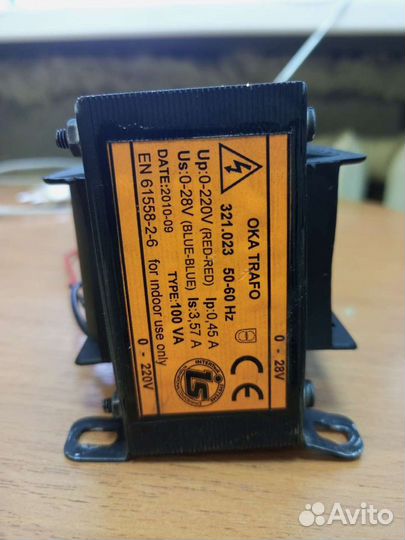 OKA TRAFO
321.023 50-60 Hz
Up:0-220V (RED-RED) Ip:0,45 A
Us:0-28V (BLUE-BLUE) Is:3,57 A
DATE:2010-09 TYPE:100 VA
EN 61558-2-6 for indoor use only
0 - 28V
0 - 220V
CE
Avito